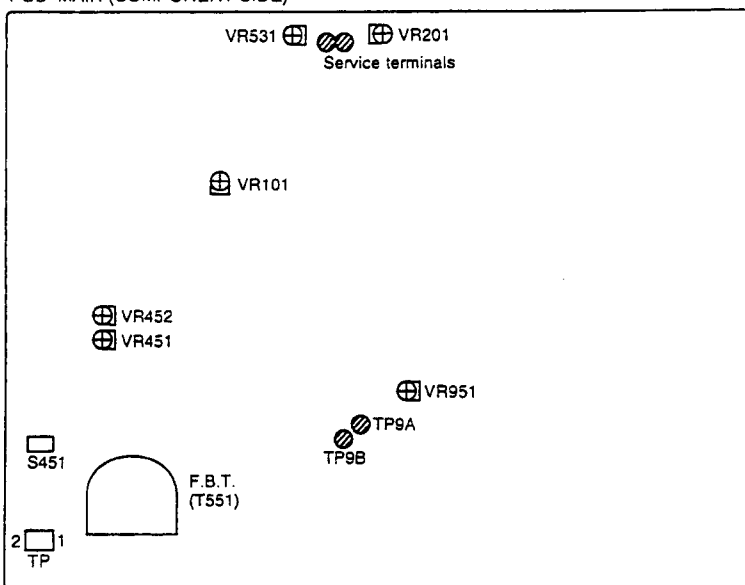 VR531
VR201
Service terminals
VR101
VR452
VR451
VR951
TP9A
TP9B
S451
F.B.T.
(T551)
2 1
TP